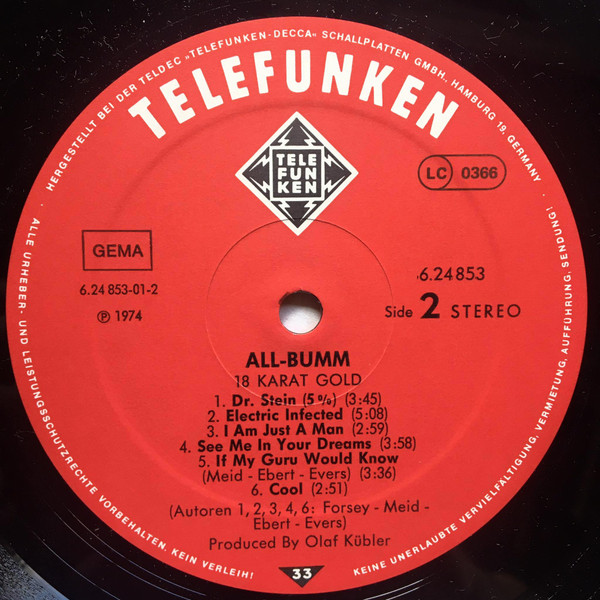 HERGESTELLT BEI DER TELDEC »TELEFUNKEN-DECCA« SCHALLPLATTEN GMBH., HAMBURG 19, GERMANY
TELEFUNKEN
TELE
FUN
KEN
LC 0366
GEMA
6.24 853-01-2
℗ 1974
6.24853
Side 2 STEREO
ALL-BUMM
18 KARAT GOLD
1. Dr. Stein (5%) (3:45)
2. Electric Infected (5:08)
3. I Am Just A Man (2:59)
4. See Me In Your Dreams (3:58)
5. If My Guru Would Know
(Meid - Ebert - Evers) (3:36)
6. Cool (2:51)
(Autoren 1, 2, 3, 4, 6: Forsey - Meid -
Ebert - Evers)
Produced By Olaf Kübler
33
· ALLE URHEBER- UND LEISTUNGSSCHUTZRECHTE VORBEHALTEN. KEIN VERLEIH!
KEINE UNERLAUBTE VERVIELFÄLTIGUNG, VERMIETUNG, AUFFÜHRUNG, SENDUNG! ·